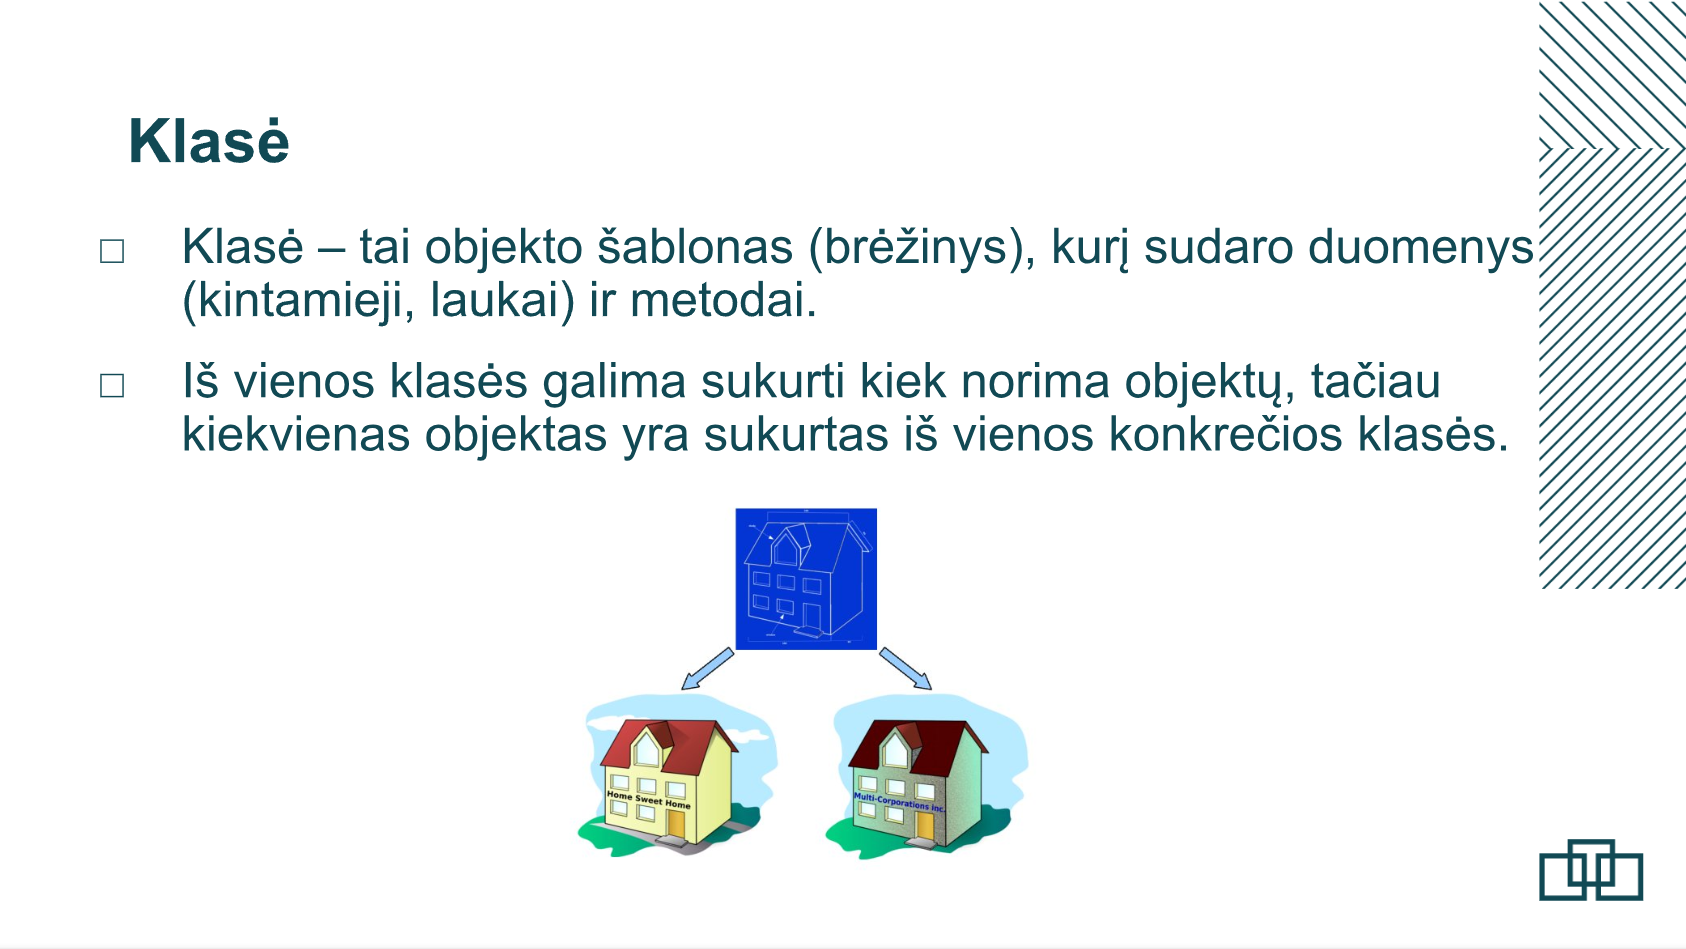 Klasė
Klasė – tai objekto šablonas (brėžinys), kurį sudaro duomenys
(kintamieji, laukai) ir metodai.
Iš vienos klasės galima sukurti kiek norima objektų, tačiau
kiekvienas objektas yra sukurtas iš vienos konkrečios klasės.
Home Sweet Home
Multi-Corporations inc.